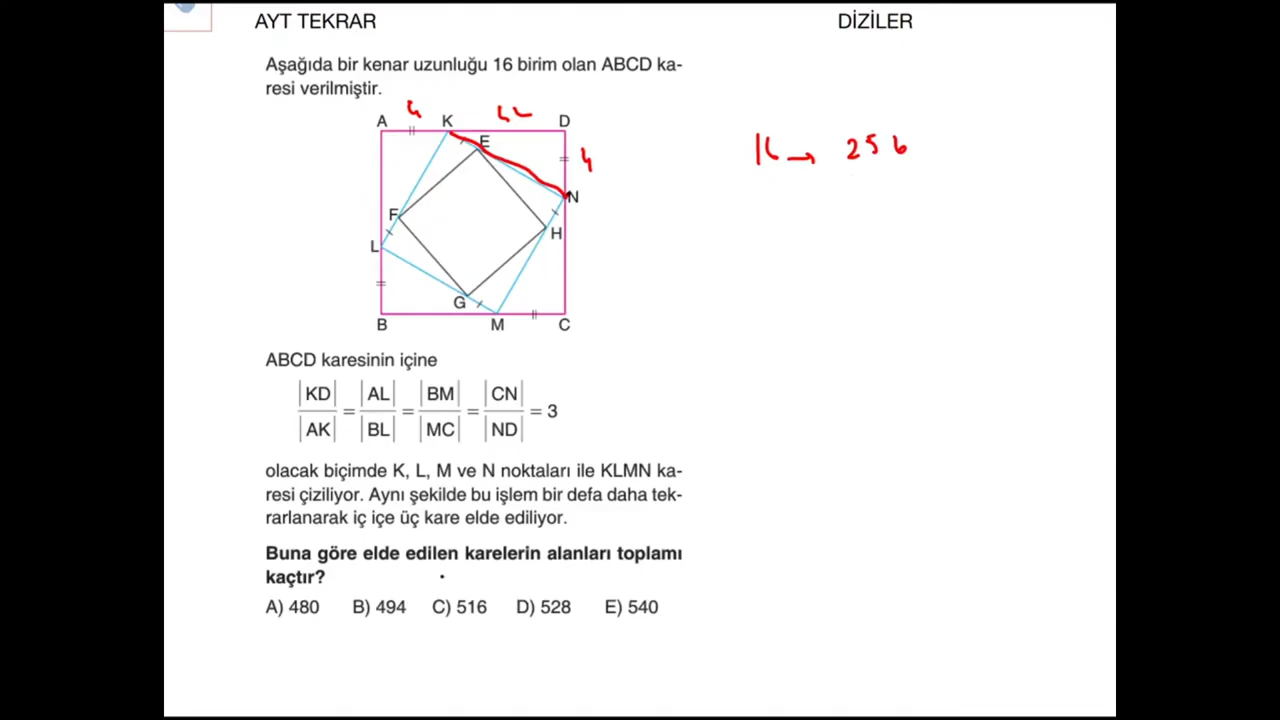 AYT TEKRAR
DİZİLER
Aşağıda bir kenar uzunluğu 16 birim olan ABCD ka-
resi verilmiştir.
4
12
A
K
D
E
4
16 → 256
N
F
H
L
G
B
M
C
ABCD karesinin içine
|KD| / |AK| = |AL| / |BL| = |BM| / |MC| = |CN| / |ND| = 3
olacak biçimde K, L, M ve N noktaları ile KLMN ka-
resi çiziliyor. Aynı şekilde bu işlem bir defa daha tek-
rarlanarak iç içe üç kare elde ediliyor.
Buna göre elde edilen karelerin alanları toplamı
kaçtır?
A) 480 B) 494 C) 516 D) 528 E) 540